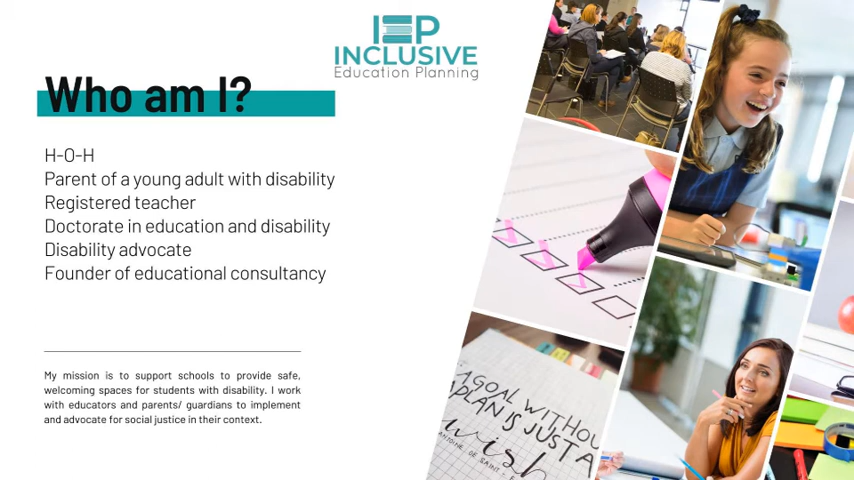 IEP
INCLUSIVE
Education Planning
Who am I?
H-O-H
Parent of a young adult with disability
Registered teacher
Doctorate in education and disability
Disability advocate
Founder of educational consultancy
My mission is to support schools to provide safe,
welcoming spaces for students with disability. I work
with educators and parents/ guardians to implement
and advocate for social justice in their context.
A GOAL WITHOU
PLAN IS JUST A
wish
ANTOINE DE SAINT-E